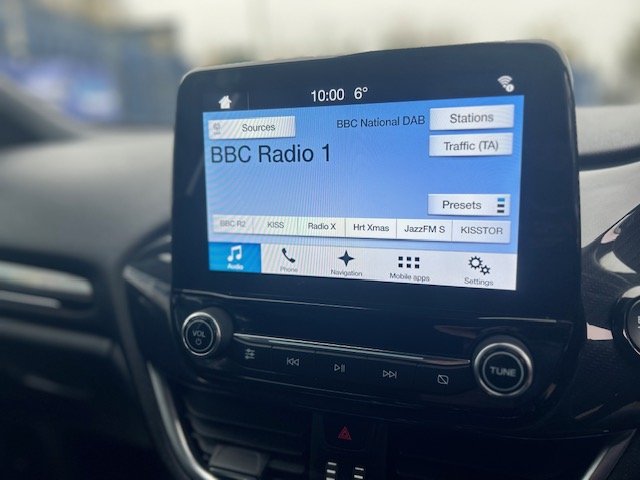 10:00 6°
Sources
BBC National DAB
Stations
BBC Radio 1
Traffic (TA)
Presets
BBC R2 KISS Radio X Hrt Xmas JazzFM S KISSTOR
Audio Phone Navigation Mobile apps Settings
VOL
TUNE